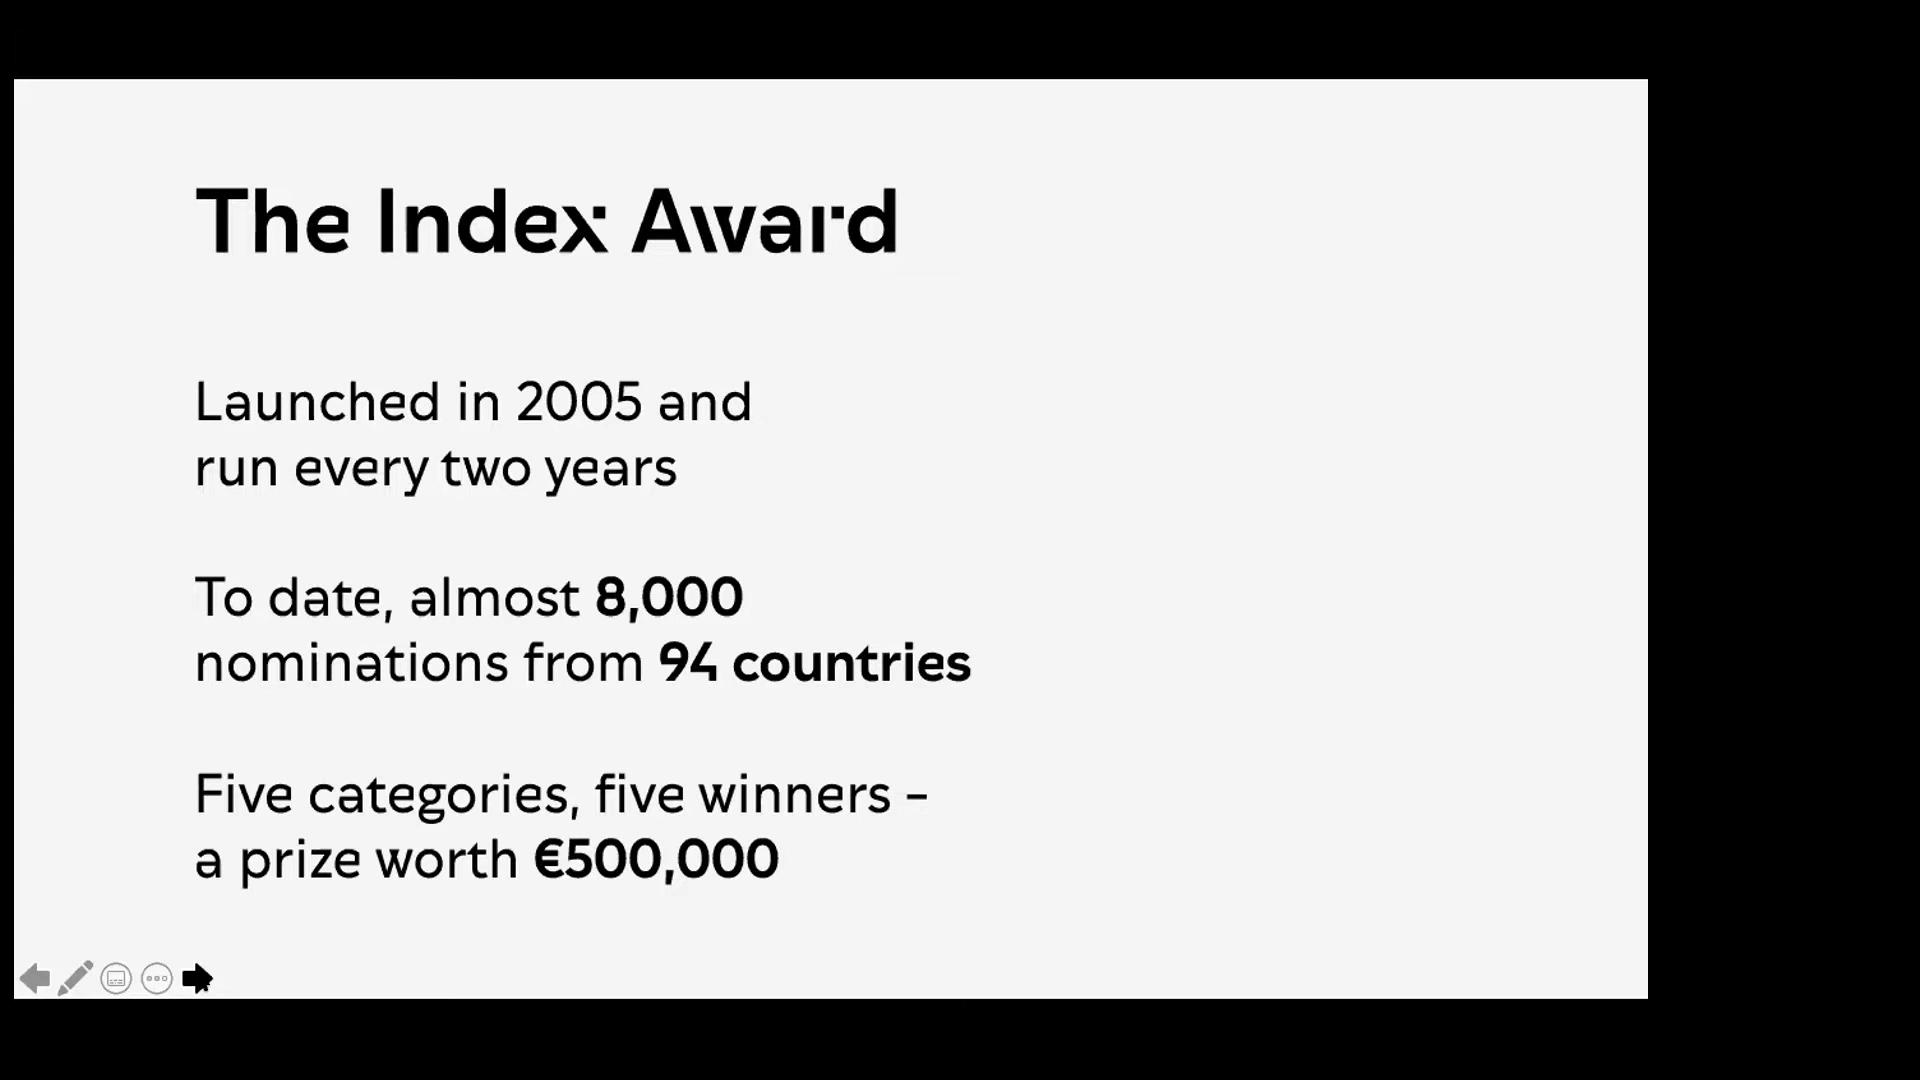 The Index Award
Launched in 2005 and
run every two years
To date, almost 8,000
nominations from 94 countries
Five categories, five winners –
a prize worth €500,000